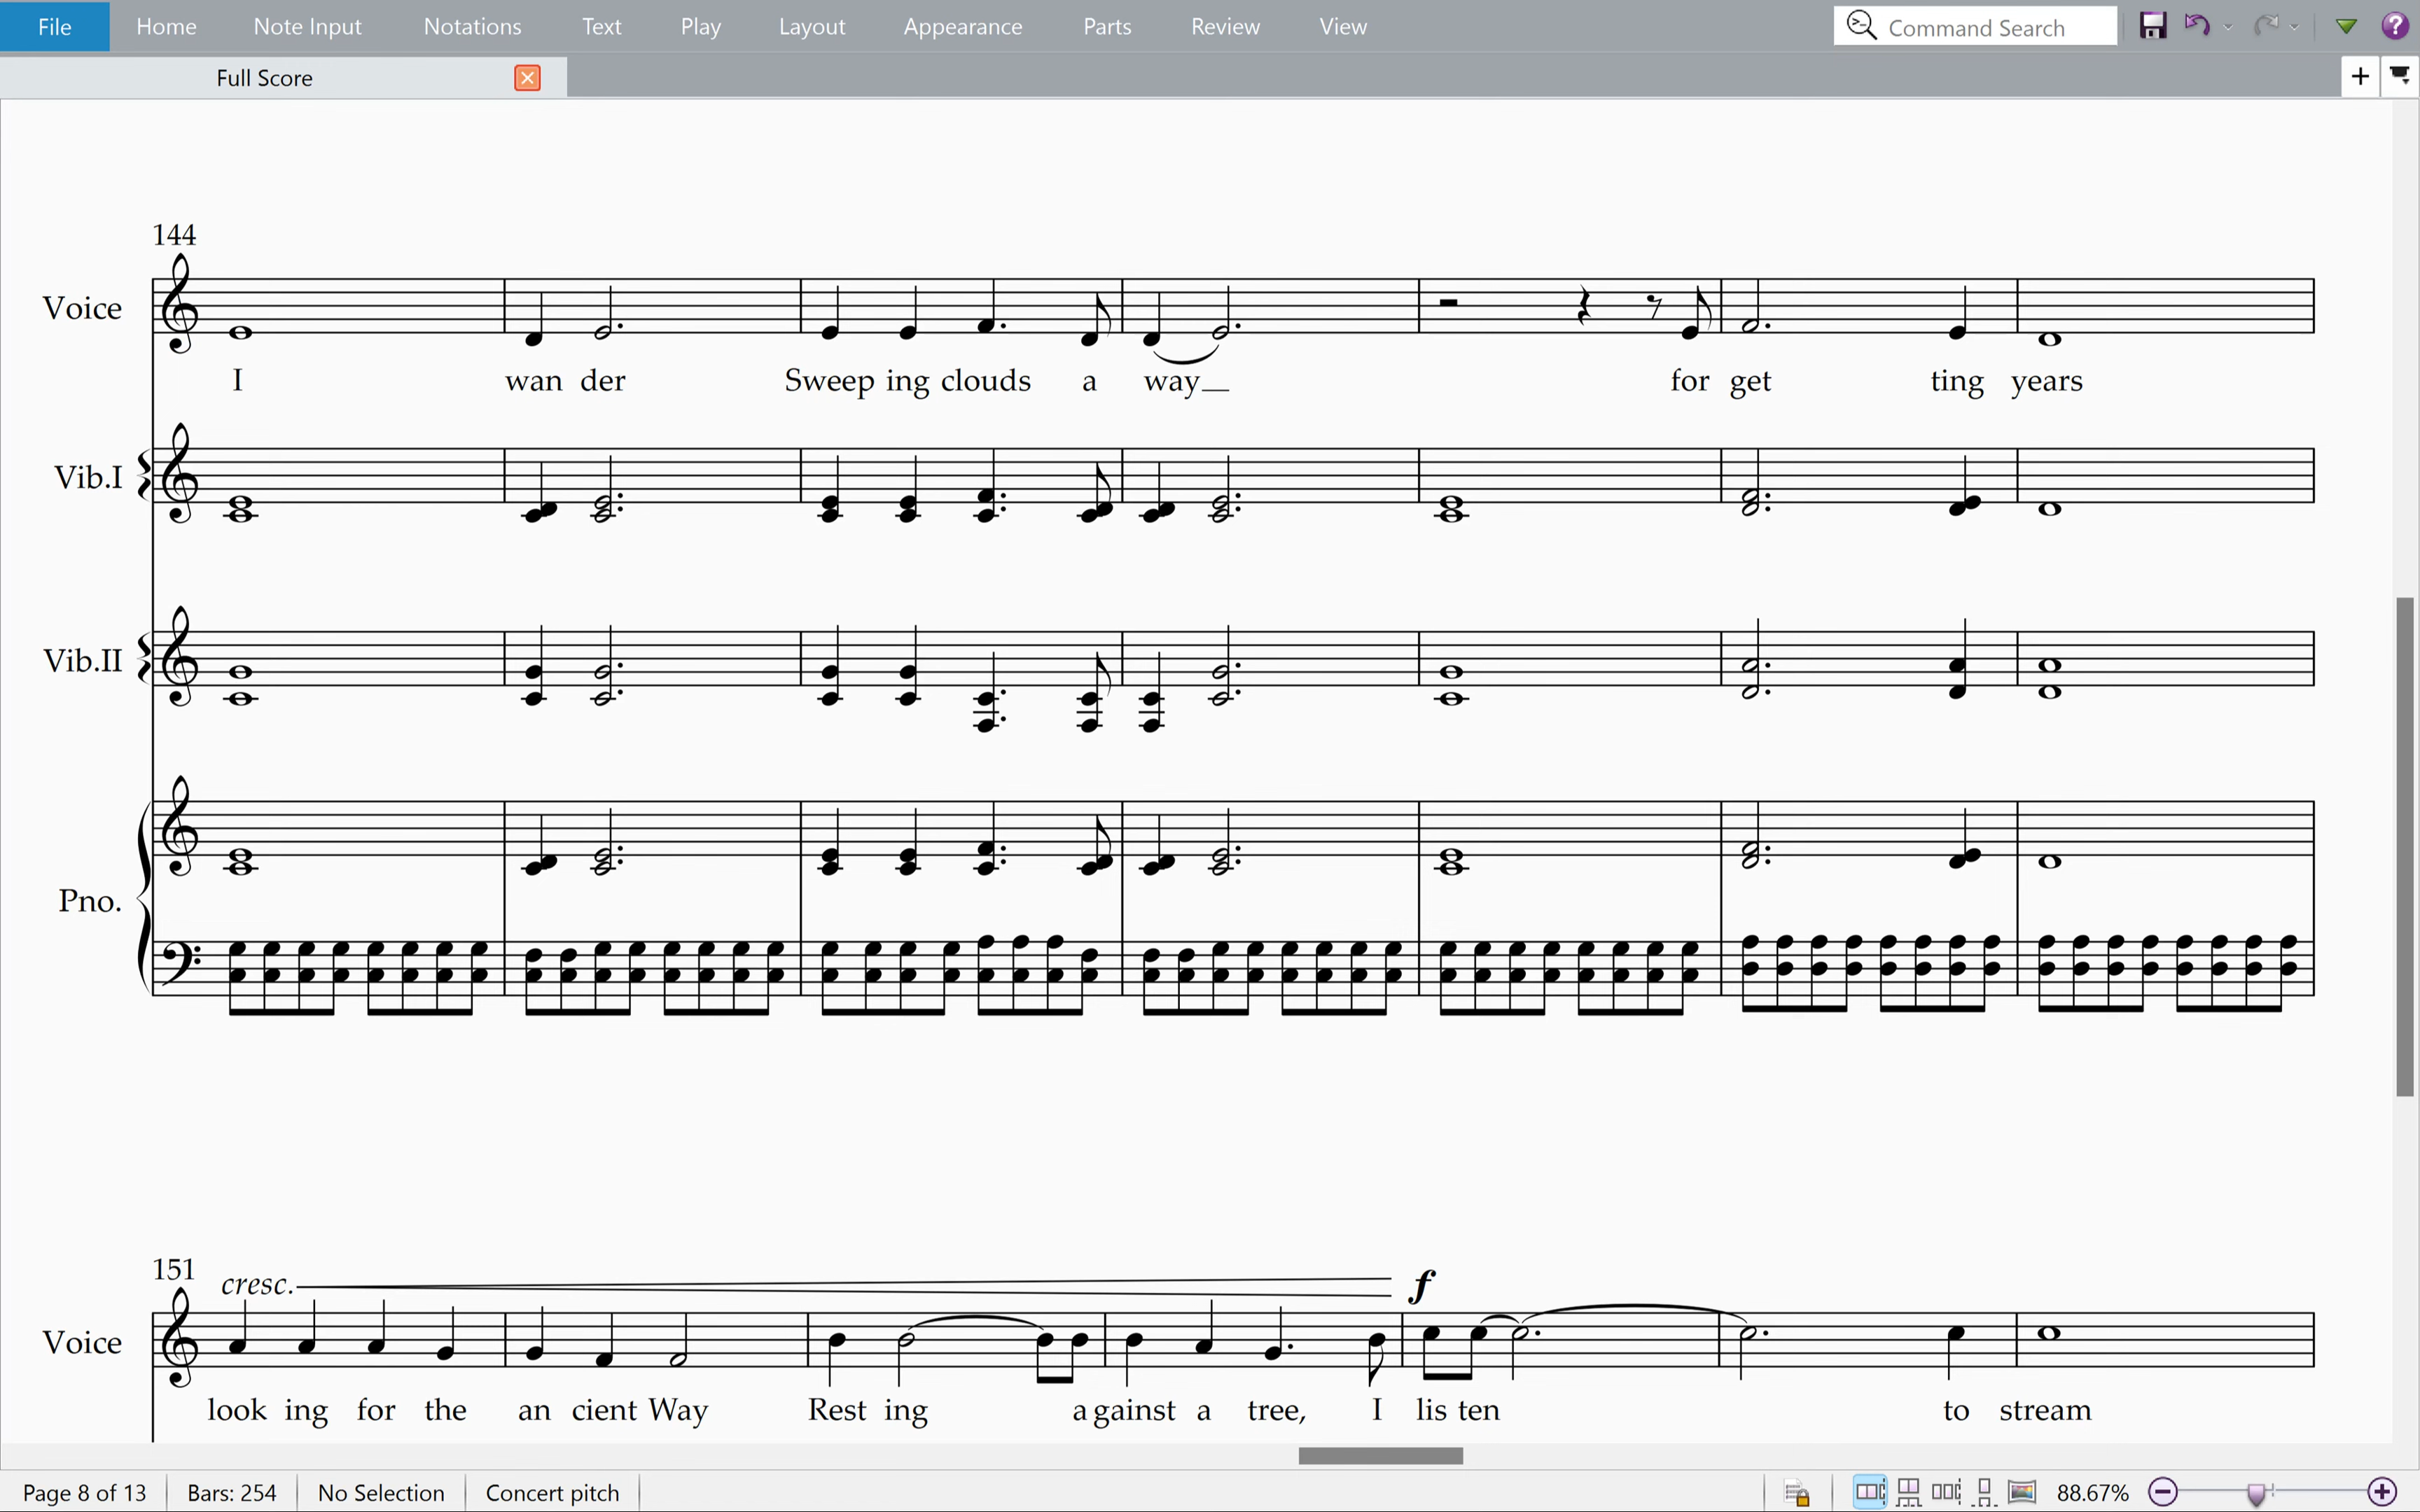 File Home Note Input Notations Text Play Layout Appearance Parts Review View Command Search
Full Score
144
Voice
I wan der Sweep ing clouds a way for get ting years
Vib.I
Vib.II
Pno.
151 cresc. f
Voice
look ing for the an cient Way Rest ing a gainst a tree, I lis ten to stream
Page 8 of 13 Bars: 254 No Selection Concert pitch 88.67%